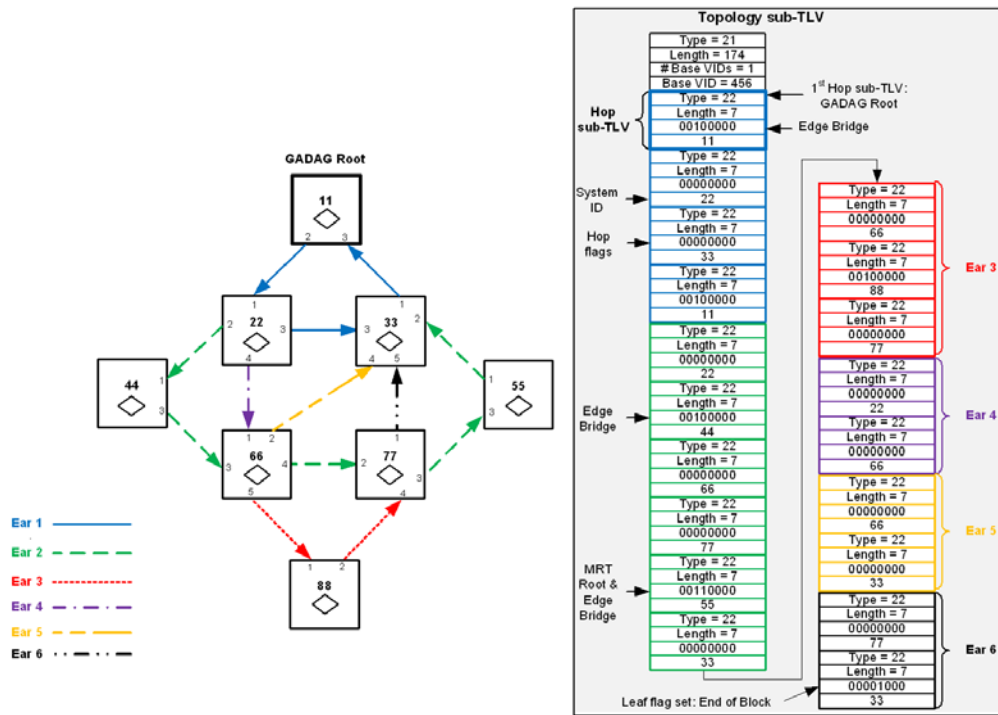 GADAG Root
11
2 3
1
2 22 3
4
1
2
3 33
4 5
44
1
3
55
1
3
1 2
66
3 4
5
1
77
2 3
4
1 2
88
Ear 1
Ear 2
Ear 3
Ear 4
Ear 5
Ear 6
Topology sub-TLV
Type = 21
Length = 174
# Base VIDs = 1
Base VID = 456
Hop
sub-TLV
Type = 22
Length = 7
00100000
11
1st Hop sub-TLV:
GADAG Root
Edge Bridge
System
ID
Type = 22
Length = 7
00000000
22
Hop
flags
Type = 22
Length = 7
00000000
33
Type = 22
Length = 7
00100000
11
Type = 22
Length = 7
00000000
22
Edge
Bridge
Type = 22
Length = 7
00100000
44
Type = 22
Length = 7
00000000
66
Type = 22
Length = 7
00000000
77
MRT
Root &
Edge
Bridge
Type = 22
Length = 7
00110000
55
Type = 22
Length = 7
00000000
33
Type = 22
Length = 7
00000000
66
Type = 22
Length = 7
00100000
88
Type = 22
Length = 7
00000000
77
Ear 3
Type = 22
Length = 7
00000000
22
Type = 22
Length = 7
00000000
66
Ear 4
Type = 22
Length = 7
00000000
66
Type = 22
Length = 7
00000000
33
Ear 5
Type = 22
Length = 7
00000000
77
Type = 22
Length = 7
00001000
33
Ear 6
Leaf flag set: End of Block